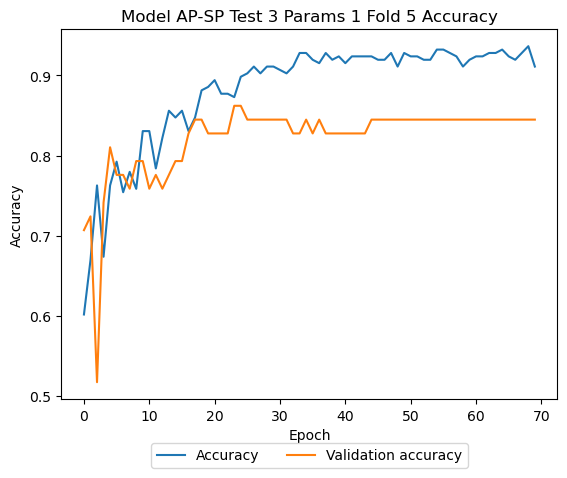 Model AP-SP Test 3 Params 1 Fold 5 Accuracy
0.9
0.8
0.7
0.6
0.5
Accuracy
0 10 20 30 40 50 60 70
Epoch
Accuracy Validation accuracy